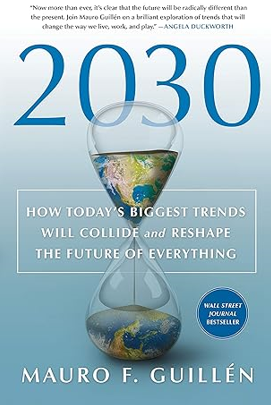 "Now more than ever, it's clear that the future will be radically different
than the present. Join Mauro Guillén on a brilliant exploration of trends that will
change the way we live, work, and play." —ANGELA DUCKWORTH
2030
HOW TODAY'S BIGGEST TRENDS
WILL COLLIDE and RESHAPE
THE FUTURE OF EVERYTHING
WALL STREET
JOURNAL
BESTSELLER
MAURO F. GUILLÉN